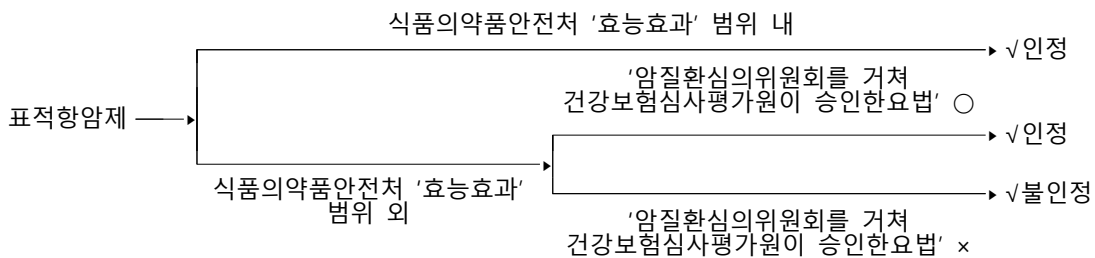 식품의약품안전처 '효능효과' 범위 내
√인정
'암질환심의위원회를 거쳐
건강보험심사평가원이 승인한요법' ○
표적항암제
√인정
식품의약품안전처 '효능효과'
범위 외
√불인정
'암질환심의위원회를 거쳐
건강보험심사평가원이 승인한요법' ×